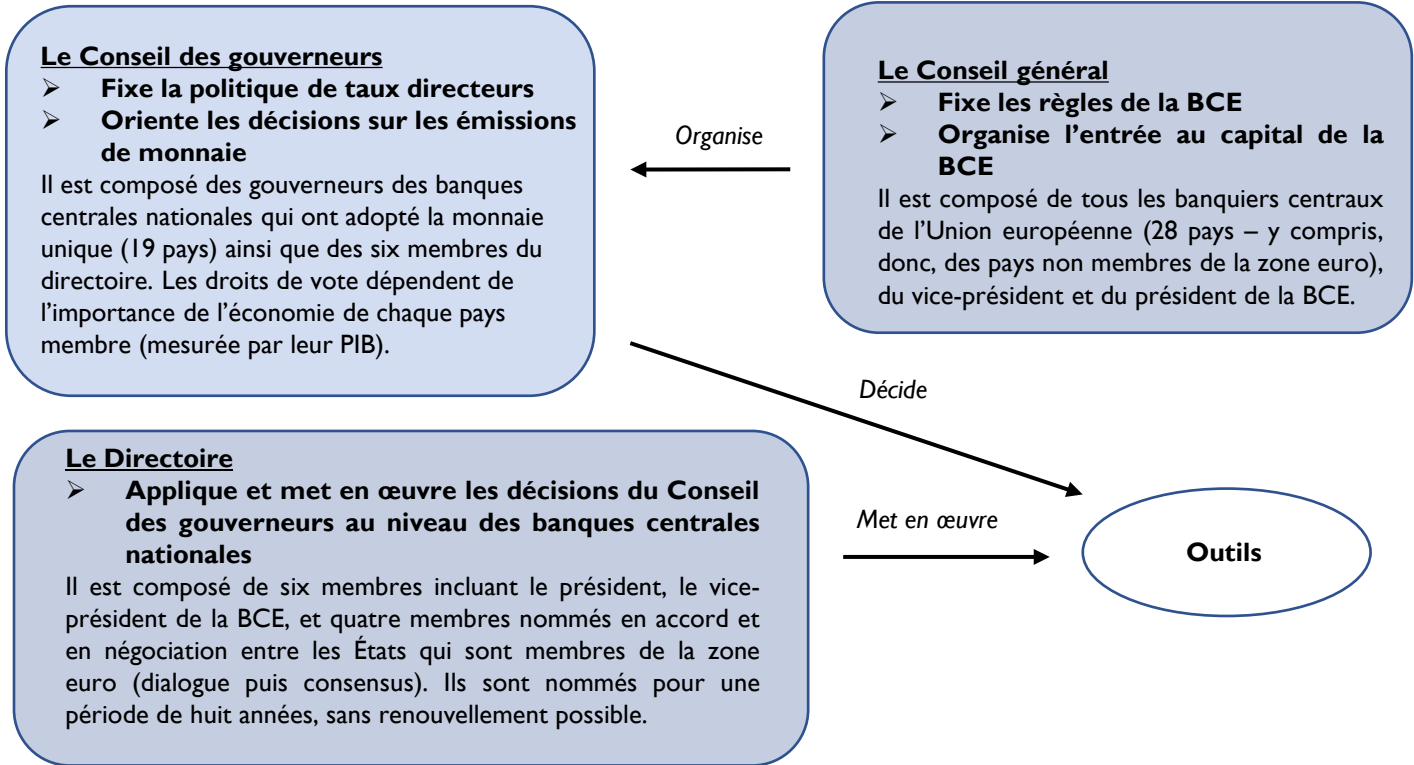 Le Conseil des gouverneurs
➢ Fixe la politique de taux directeurs
➢ Oriente les décisions sur les émissions
de monnaie
Il est composé des gouverneurs des banques
centrales nationales qui ont adopté la monnaie
unique (19 pays) ainsi que des six membres du
directoire. Les droits de vote dépendent de
l’importance de l’économie de chaque pays
membre (mesurée par leur PIB).
Organise
Le Conseil général
➢ Fixe les règles de la BCE
➢ Organise l’entrée au capital de la
BCE
Il est composé de tous les banquiers centraux
de l’Union européenne (28 pays – y compris,
donc, des pays non membres de la zone euro),
du vice-président et du président de la BCE.
Décide
Le Directoire
➢ Applique et met en œuvre les décisions du Conseil
des gouverneurs au niveau des banques centrales
nationales
Il est composé de six membres incluant le président, le vice-
président de la BCE, et quatre membres nommés en accord et
en négociation entre les États qui sont membres de la zone
euro (dialogue puis consensus). Ils sont nommés pour une
période de huit années, sans renouvellement possible.
Met en œuvre
Outils